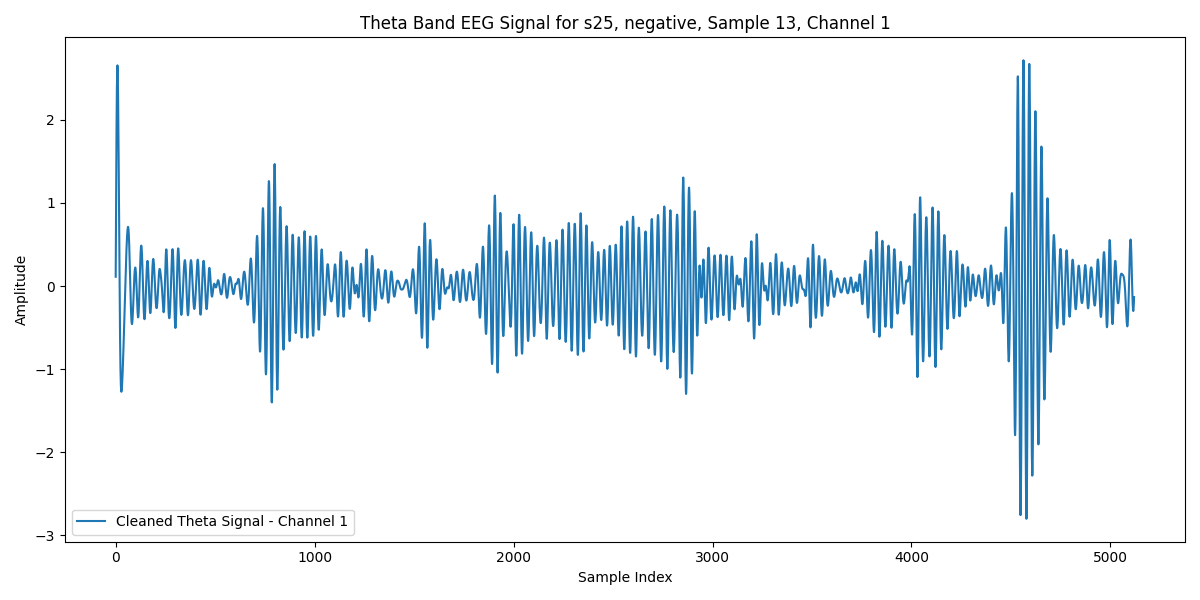 Theta Band EEG Signal for s25, negative, Sample 13, Channel 1
Amplitude
2
1
0
−1
−2
−3
Cleaned Theta Signal - Channel 1
0 1000 2000 3000 4000 5000
Sample Index